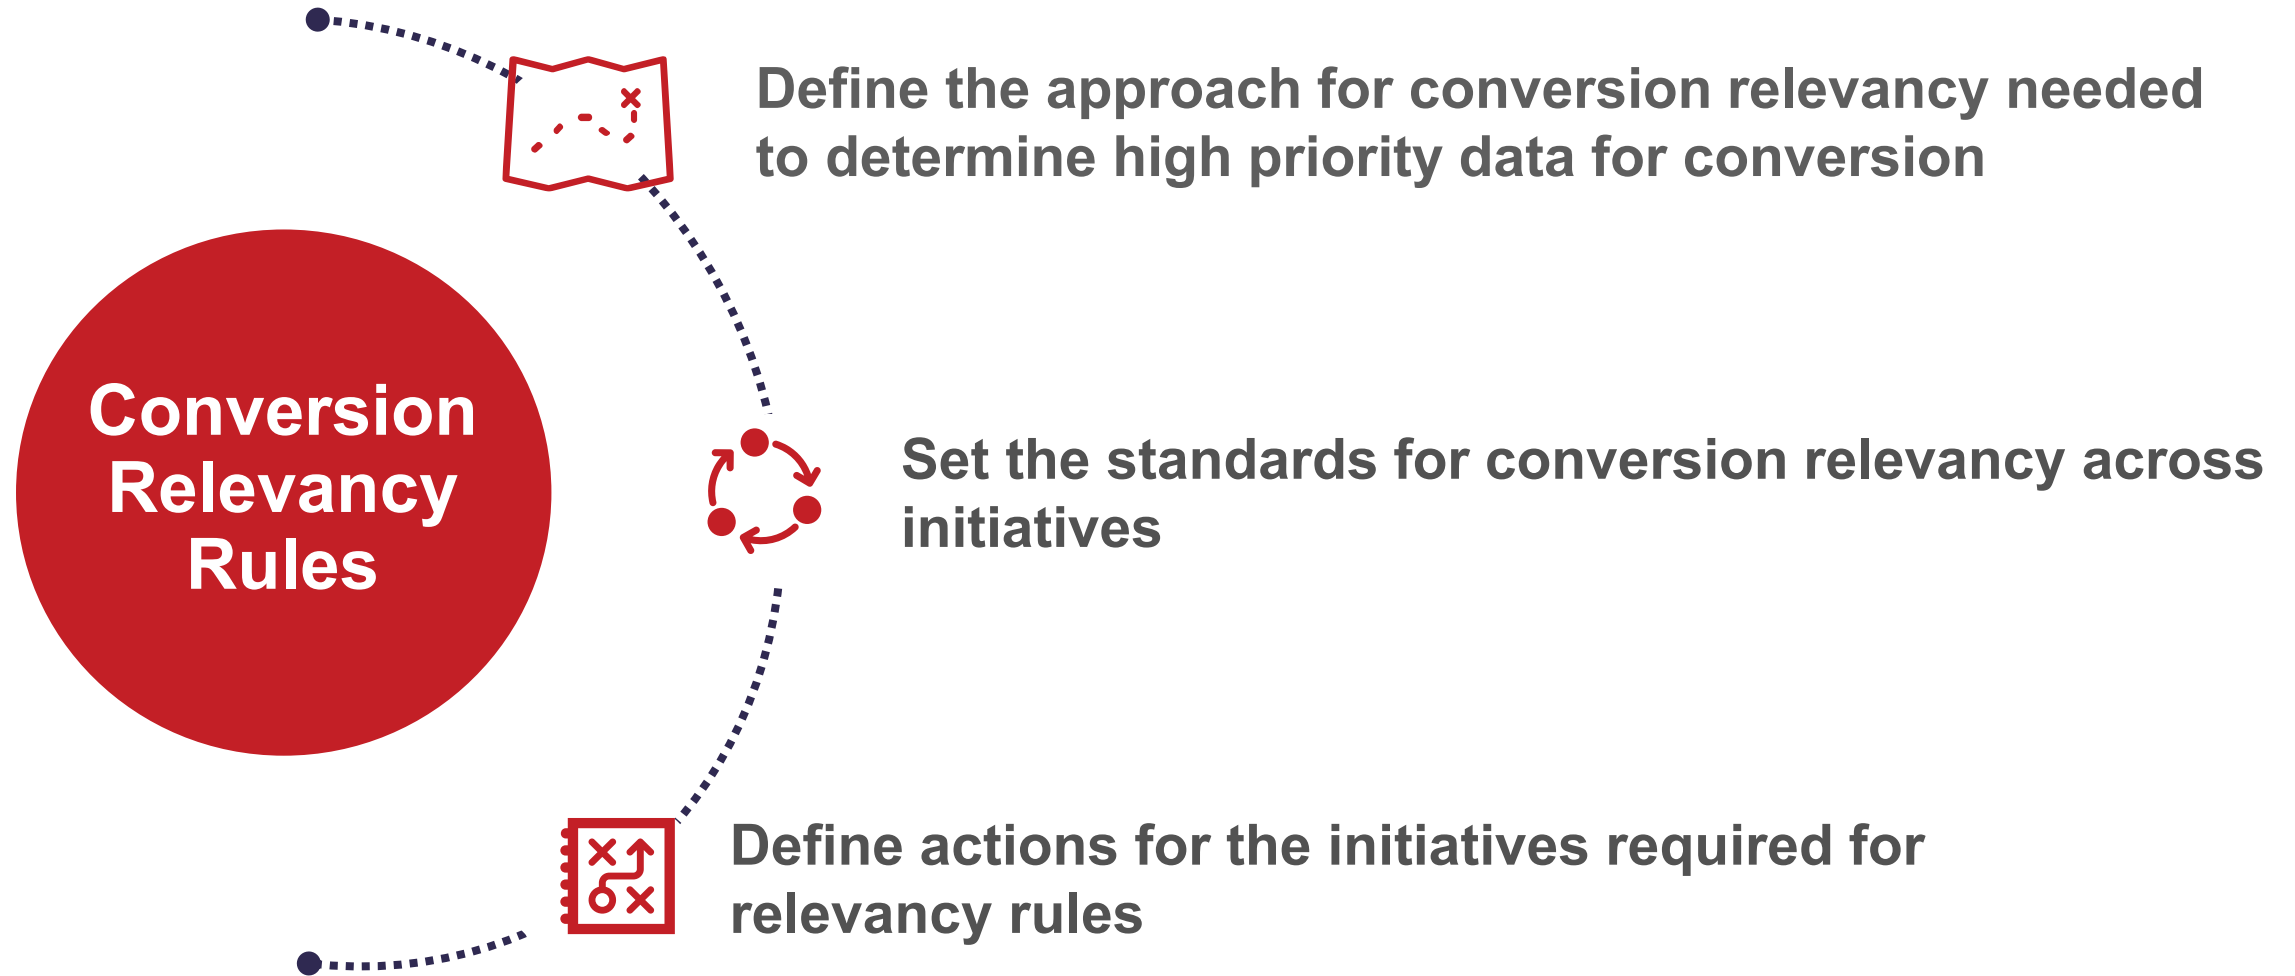 Define the approach for conversion relevancy needed
to determine high priority data for conversion
Conversion
Relevancy
Rules
Set the standards for conversion relevancy across
initiatives
Define actions for the initiatives required for
relevancy rules